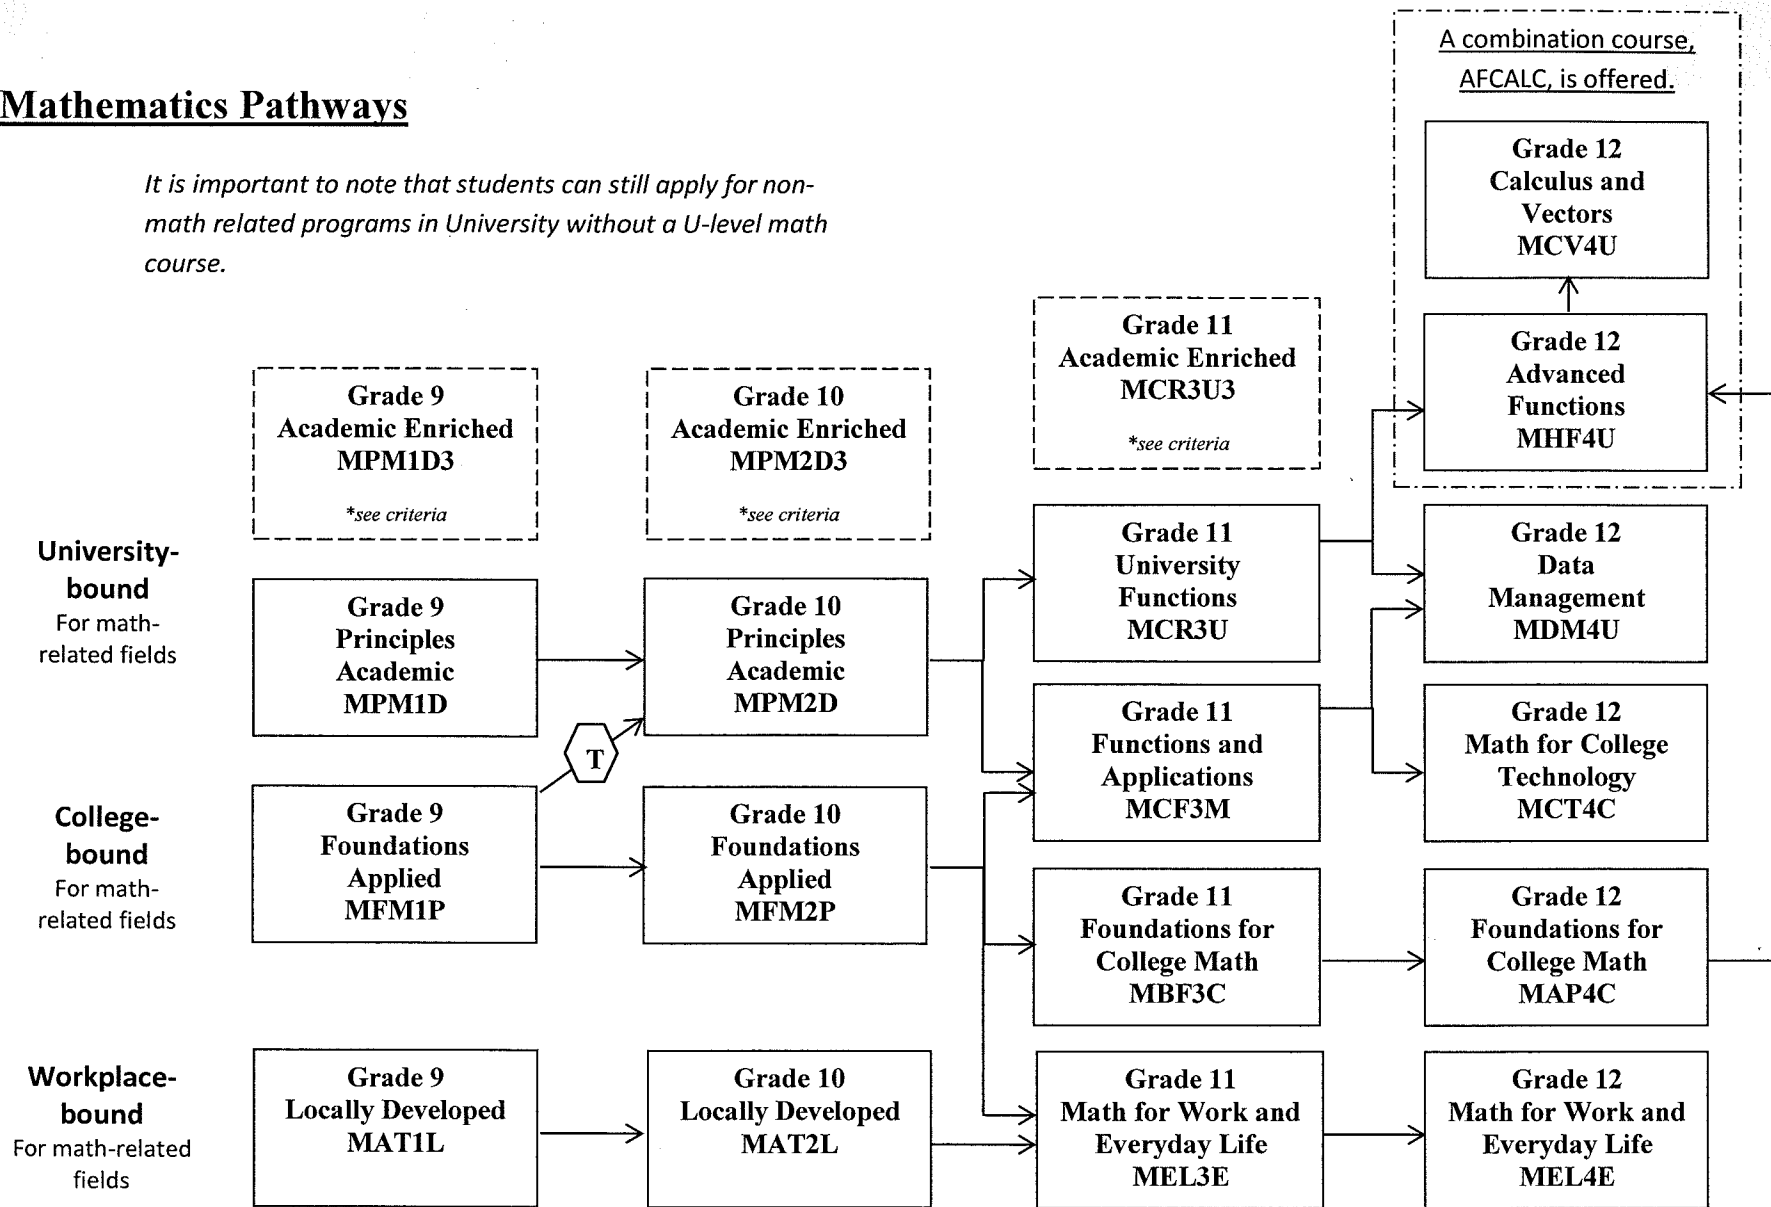 A combination course,
AFCALC, is offered.
Mathematics Pathways
It is important to note that students can still apply for non-
math related programs in University without a U-level math
course.
Grade 12
Calculus and
Vectors
MCV4U
Grade 11
Academic Enriched
MCR3U3
*see criteria
Grade 12
Advanced
Functions
MHF4U
Grade 9
Academic Enriched
MPM1D3
*see criteria
Grade 10
Academic Enriched
MPM2D3
*see criteria
University-
bound
For math-
related fields
Grade 9
Principles
Academic
MPM1D
Grade 10
Principles
Academic
MPM2D
Grade 11
University
Functions
MCR3U
Grade 12
Data
Management
MDM4U
T
Grade 11
Functions and
Applications
MCF3M
Grade 12
Math for College
Technology
MCT4C
College-
bound
For math-
related fields
Grade 9
Foundations
Applied
MFM1P
Grade 10
Foundations
Applied
MFM2P
Grade 11
Foundations for
College Math
MBF3C
Grade 12
Foundations for
College Math
MAP4C
Workplace-
bound
For math-related
fields
Grade 9
Locally Developed
MAT1L
Grade 10
Locally Developed
MAT2L
Grade 11
Math for Work and
Everyday Life
MEL3E
Grade 12
Math for Work and
Everyday Life
MEL4E